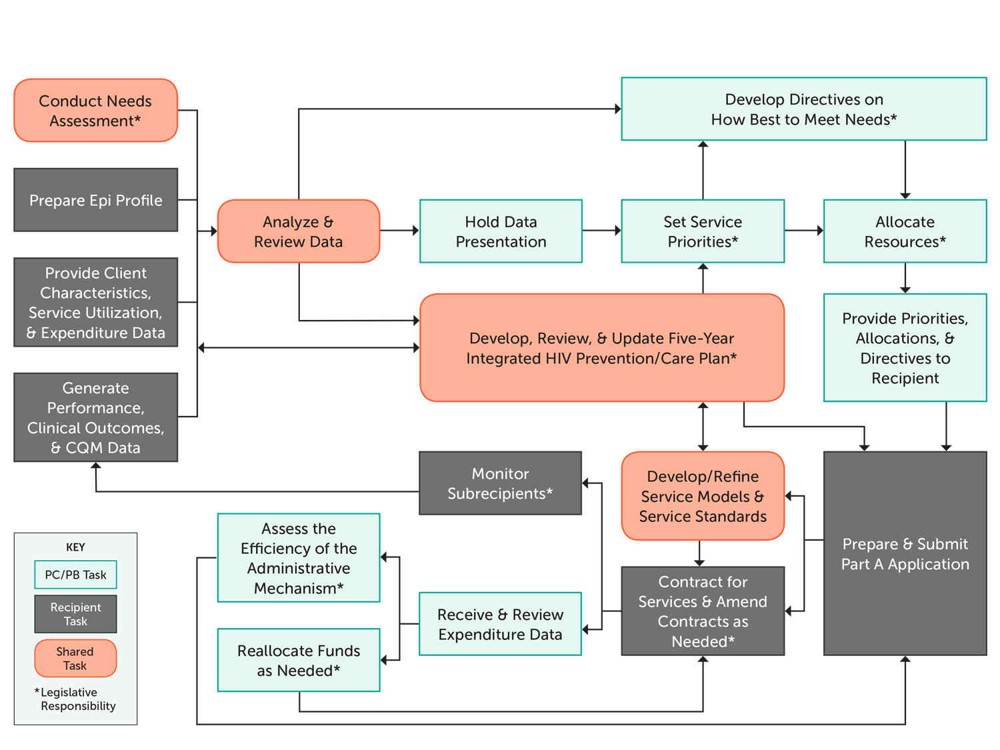 Conduct Needs
Assessment*
Prepare Epi Profile
Provide Client
Characteristics,
Service Utilization,
& Expenditure Data
Generate
Performance,
Clinical Outcomes,
& CQM Data
Analyze &
Review Data
Hold Data
Presentation
Set Service
Priorities*
Develop Directives on
How Best to Meet Needs*
Allocate
Resources*
Develop, Review, & Update Five-Year
Integrated HIV Prevention/Care Plan*
Provide Priorities,
Allocations, &
Directives to
Recipient
Monitor
Subrecipients*
Develop/Refine
Service Models &
Service Standards
Prepare & Submit
Part A Application
Assess the
Efficiency of the
Administrative
Mechanism*
Receive & Review
Expenditure Data
Contract for
Services & Amend
Contracts as
Needed*
Reallocate Funds
as Needed*
KEY
PC/PB Task
Recipient
Task
Shared
Task
*Legislative
Responsibility